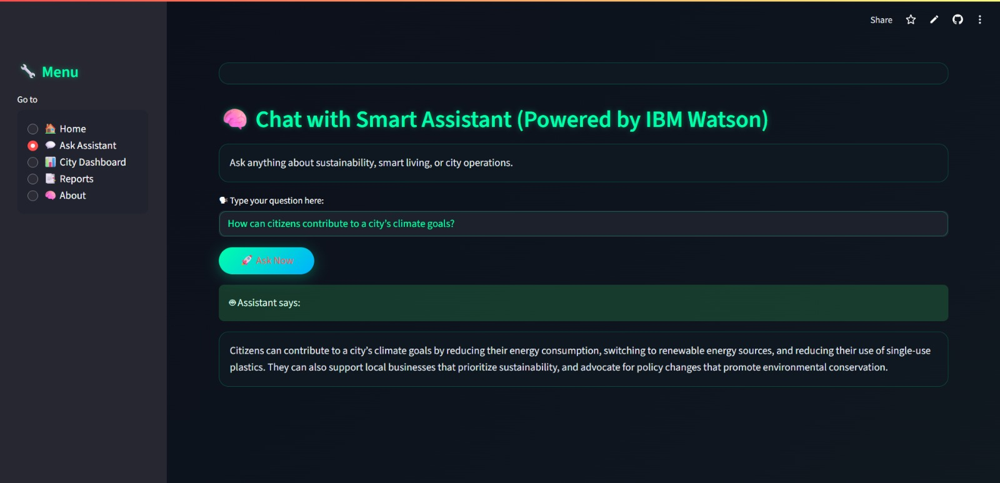 Share
Menu
Go to
Home
Ask Assistant
City Dashboard
Reports
About
Chat with Smart Assistant (Powered by IBM Watson)
Ask anything about sustainability, smart living, or city operations.
Type your question here:
How can citizens contribute to a city’s climate goals?
Ask Now
Assistant says:
Citizens can contribute to a city’s climate goals by reducing their energy consumption, switching to renewable energy sources, and reducing their use of single-use
plastics. They can also support local businesses that prioritize sustainability, and advocate for policy changes that promote environmental conservation.